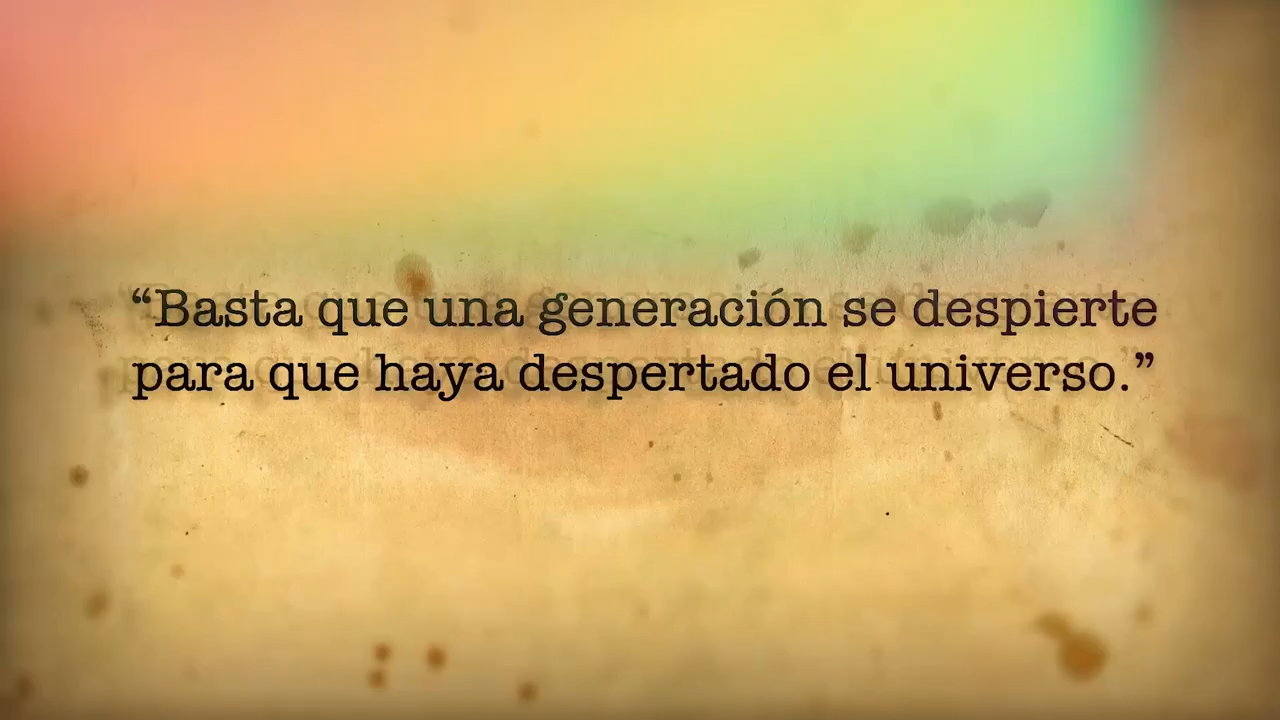 “Basta que una generación se despierte
para que haya despertado el universo.”